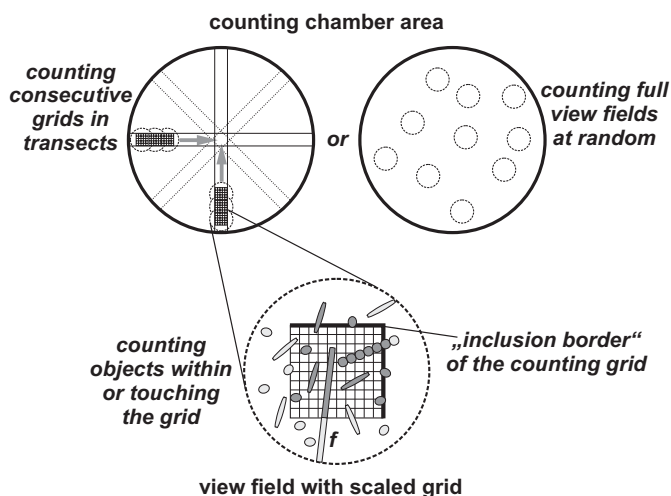 counting chamber area
counting
consecutive
grids in
transects
or
counting full
view fields
at random
counting
objects within
or touching
the grid
„inclusion border“
of the counting grid
f
view field with scaled grid